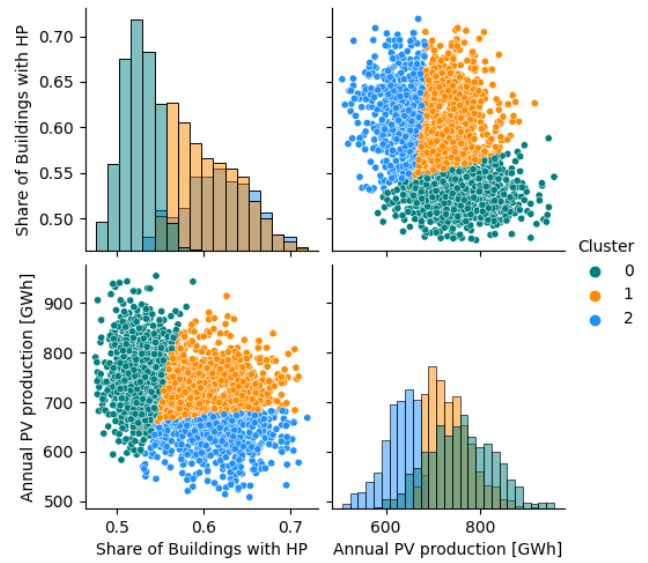 Share of Buildings with HP
0.70
0.65
0.60
0.55
0.50
Cluster
0
1
2
Annual PV production [GWh]
900
800
700
600
500
0.5 0.6 0.7
600 800
Share of Buildings with HP
Annual PV production [GWh]